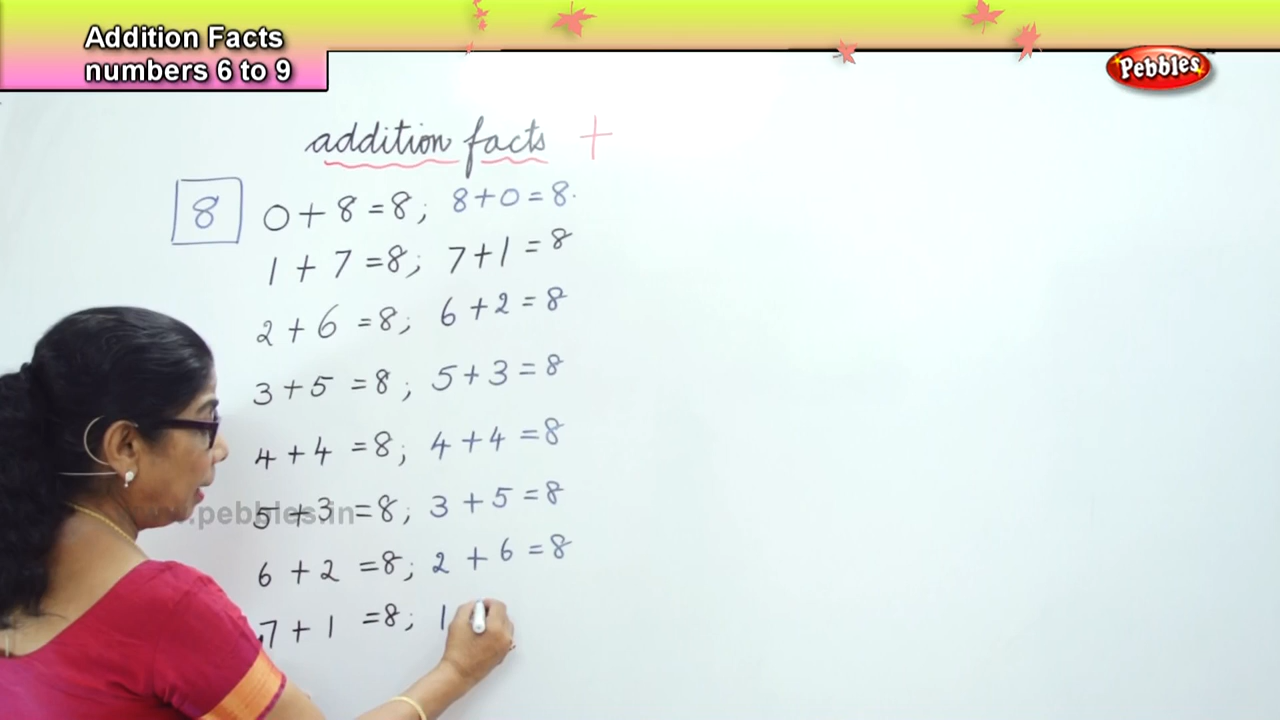 Addition Facts
numbers 6 to 9
Pebbles
addition facts +
8 0 + 8 = 8 ; 8 + 0 = 8.
1 + 7 = 8 ; 7 + 1 = 8
2 + 6 = 8 ; 6 + 2 = 8
3 + 5 = 8 ; 5 + 3 = 8
4 + 4 = 8 ; 4 + 4 = 8
5 + 3 = 8 ; 3 + 5 = 8
.pebbles.in
6 + 2 = 8 ; 2 + 6 = 8
7 + 1 = 8 ; 1